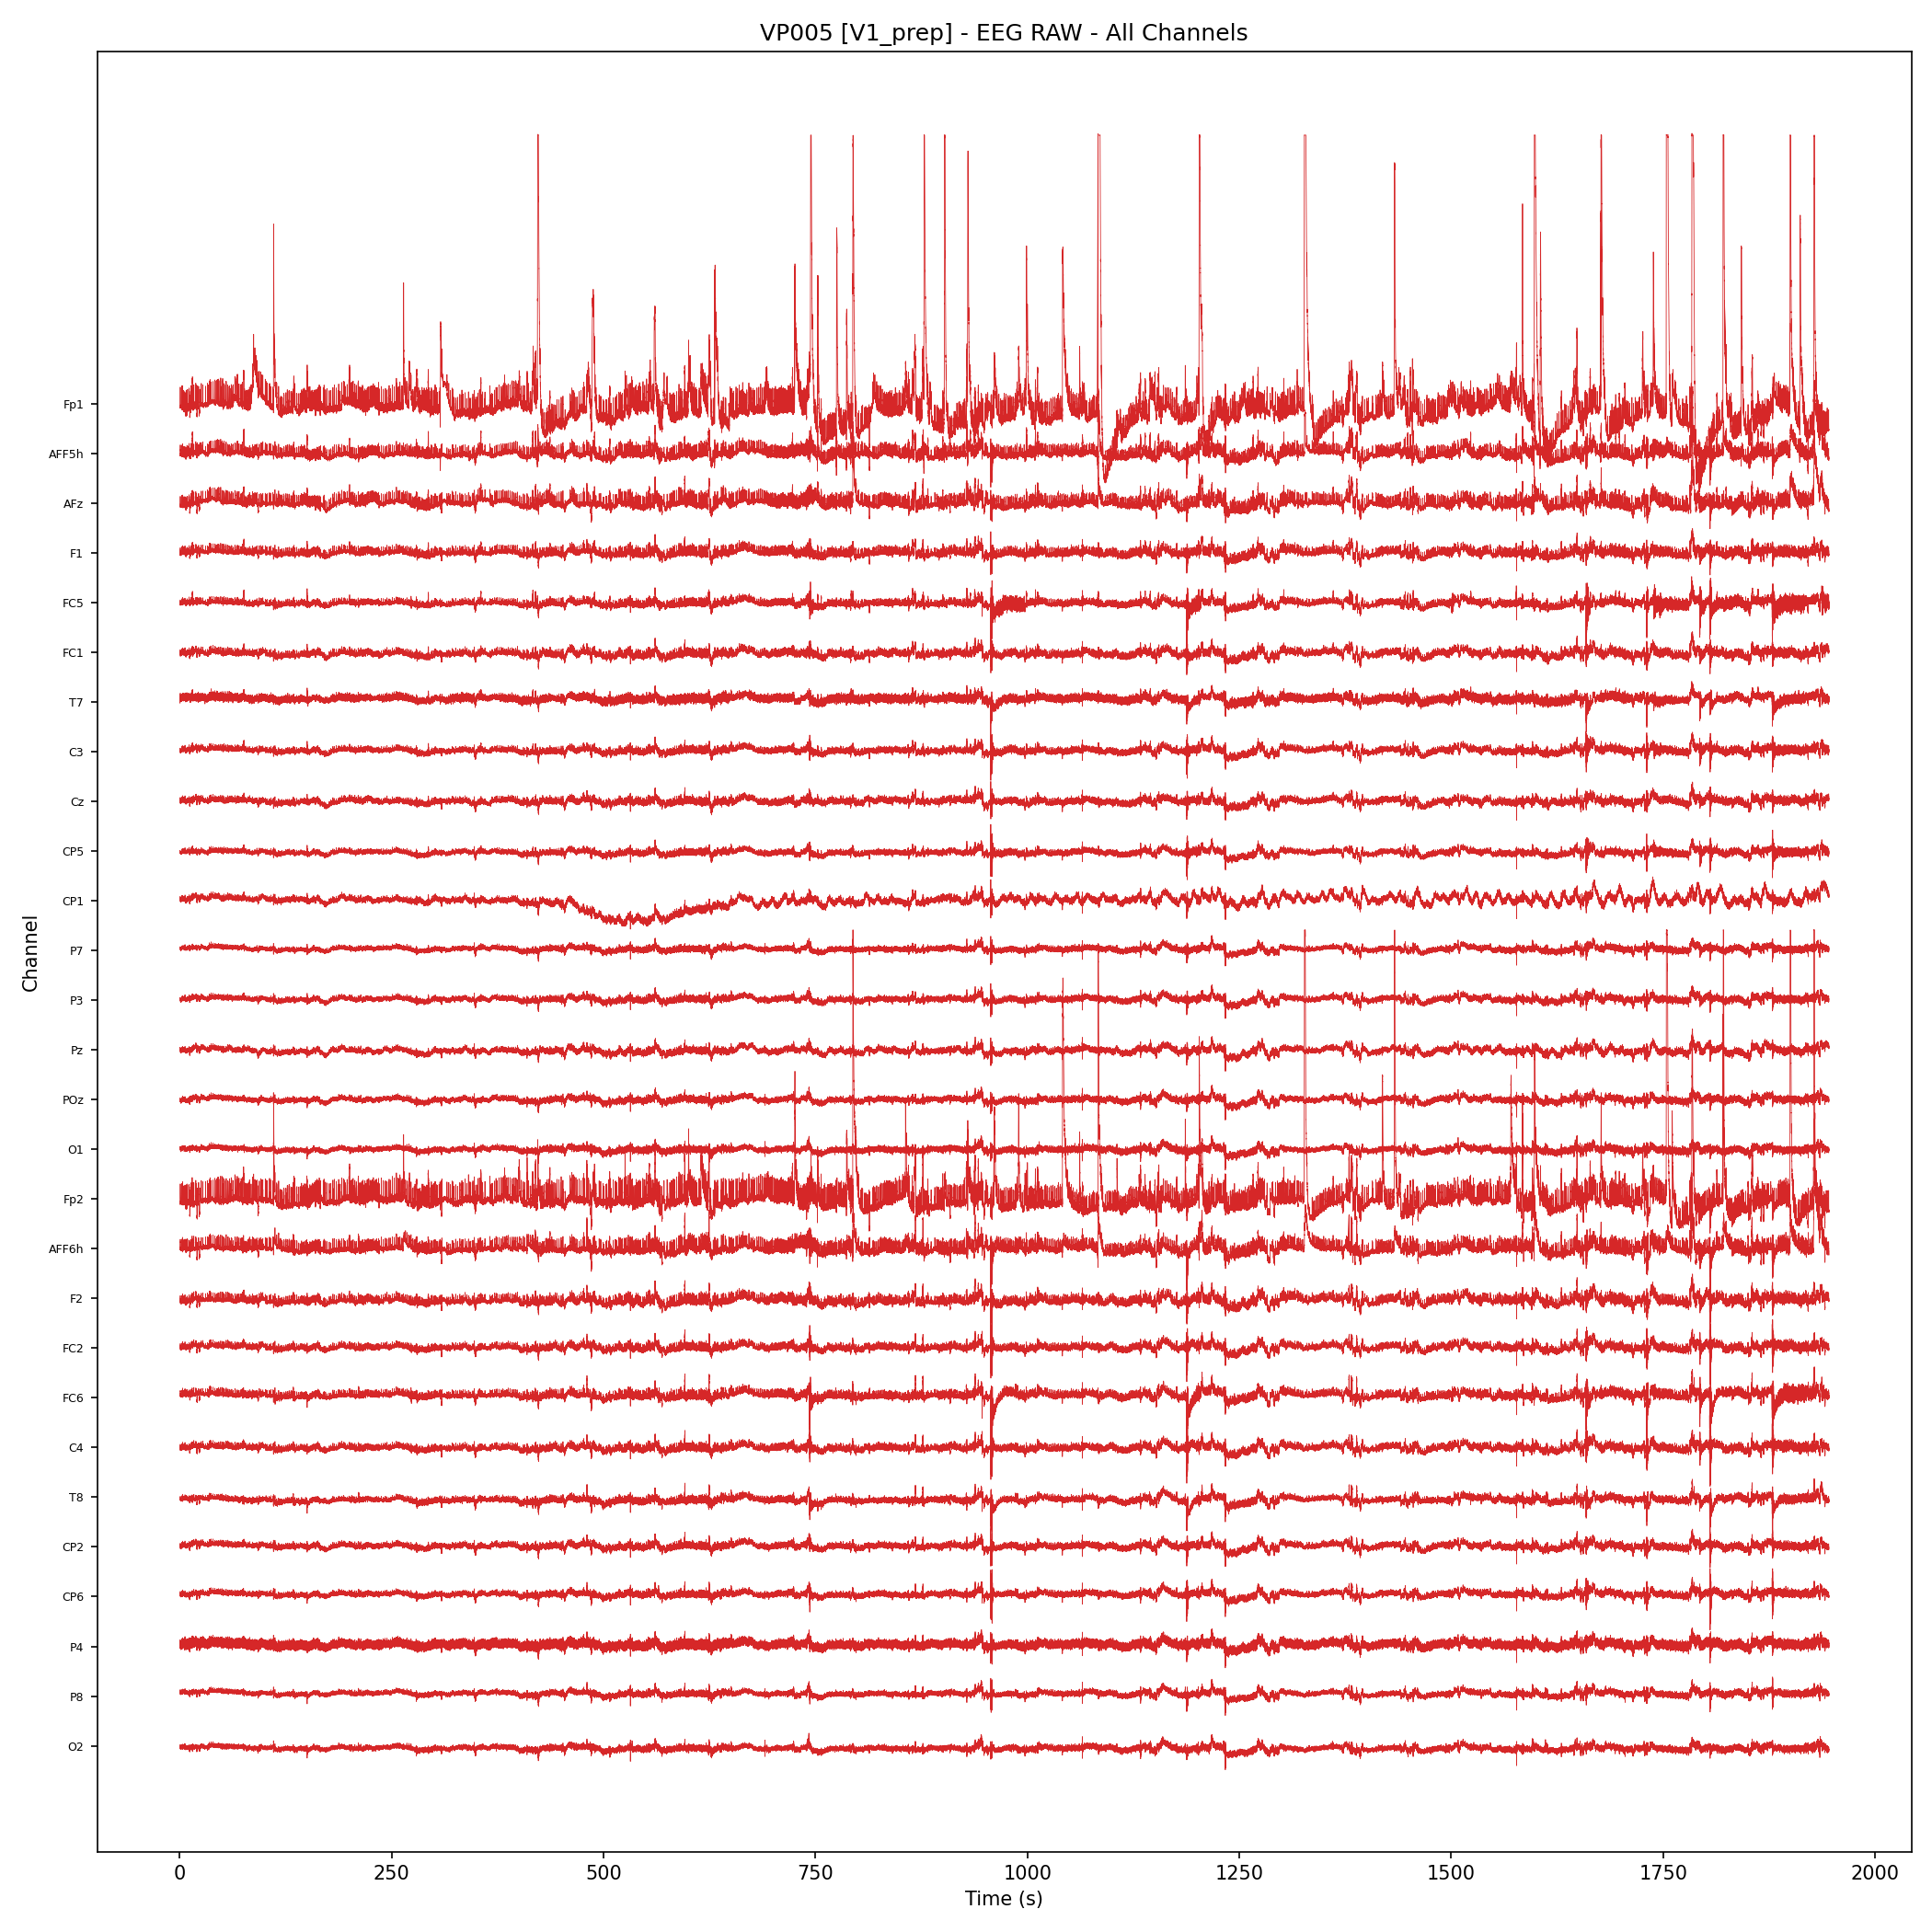 VP005 [V1_prep] - EEG RAW - All Channels
Fp1
AFF5h
AFz
F1
FC5
FC1
T7
C3
Cz
CP5
CP1
P7
P3
Pz
POz
O1
Fp2
AFF6h
F2
FC2
FC6
C4
T8
CP2
CP6
P4
P8
O2
Channel
0 250 500 750 1000 1250 1500 1750 2000
Time (s)